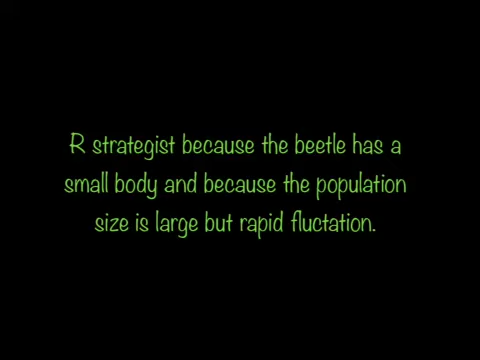 R strategist because the beetle has a
small body and because the population
size is large but rapid fluctation.